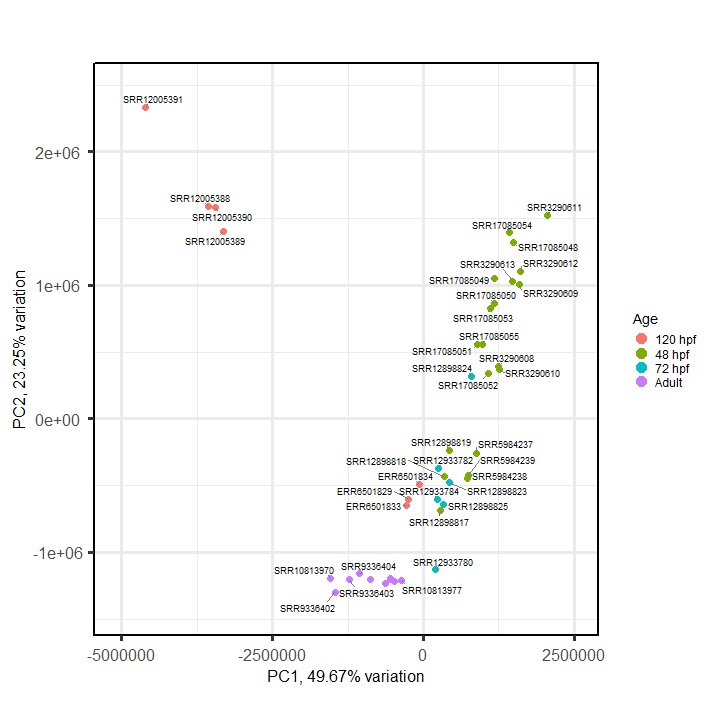 SRR12005391
2e+06
SRR12005388
SRR12005390
SRR12005389
SRR3290611
SRR17085054
SRR17085048
SRR3290613
SRR3290612
1e+06
SRR17085049
SRR3290609
SRR17085050
SRR17085053
SRR17085055
SRR17085051
SRR3290608
SRR12898824
SRR3290610
SRR17085052
0e+00
SRR12898819
SRR5984237
SRR12898818
SRR12933782
SRR5984239
ERR6501834
SRR5984238
ERR6501829
SRR12933784
SRR12898823
ERR6501833
SRR12898825
SRR12898817
-1e+06
SRR10813970
SRR9336404
SRR12933780
SRR9336403
SRR10813977
SRR9336402
-5000000
-2500000
0
2500000
PC1, 49.67% variation
PC2, 23.25% variation
Age
120 hpf
48 hpf
72 hpf
Adult